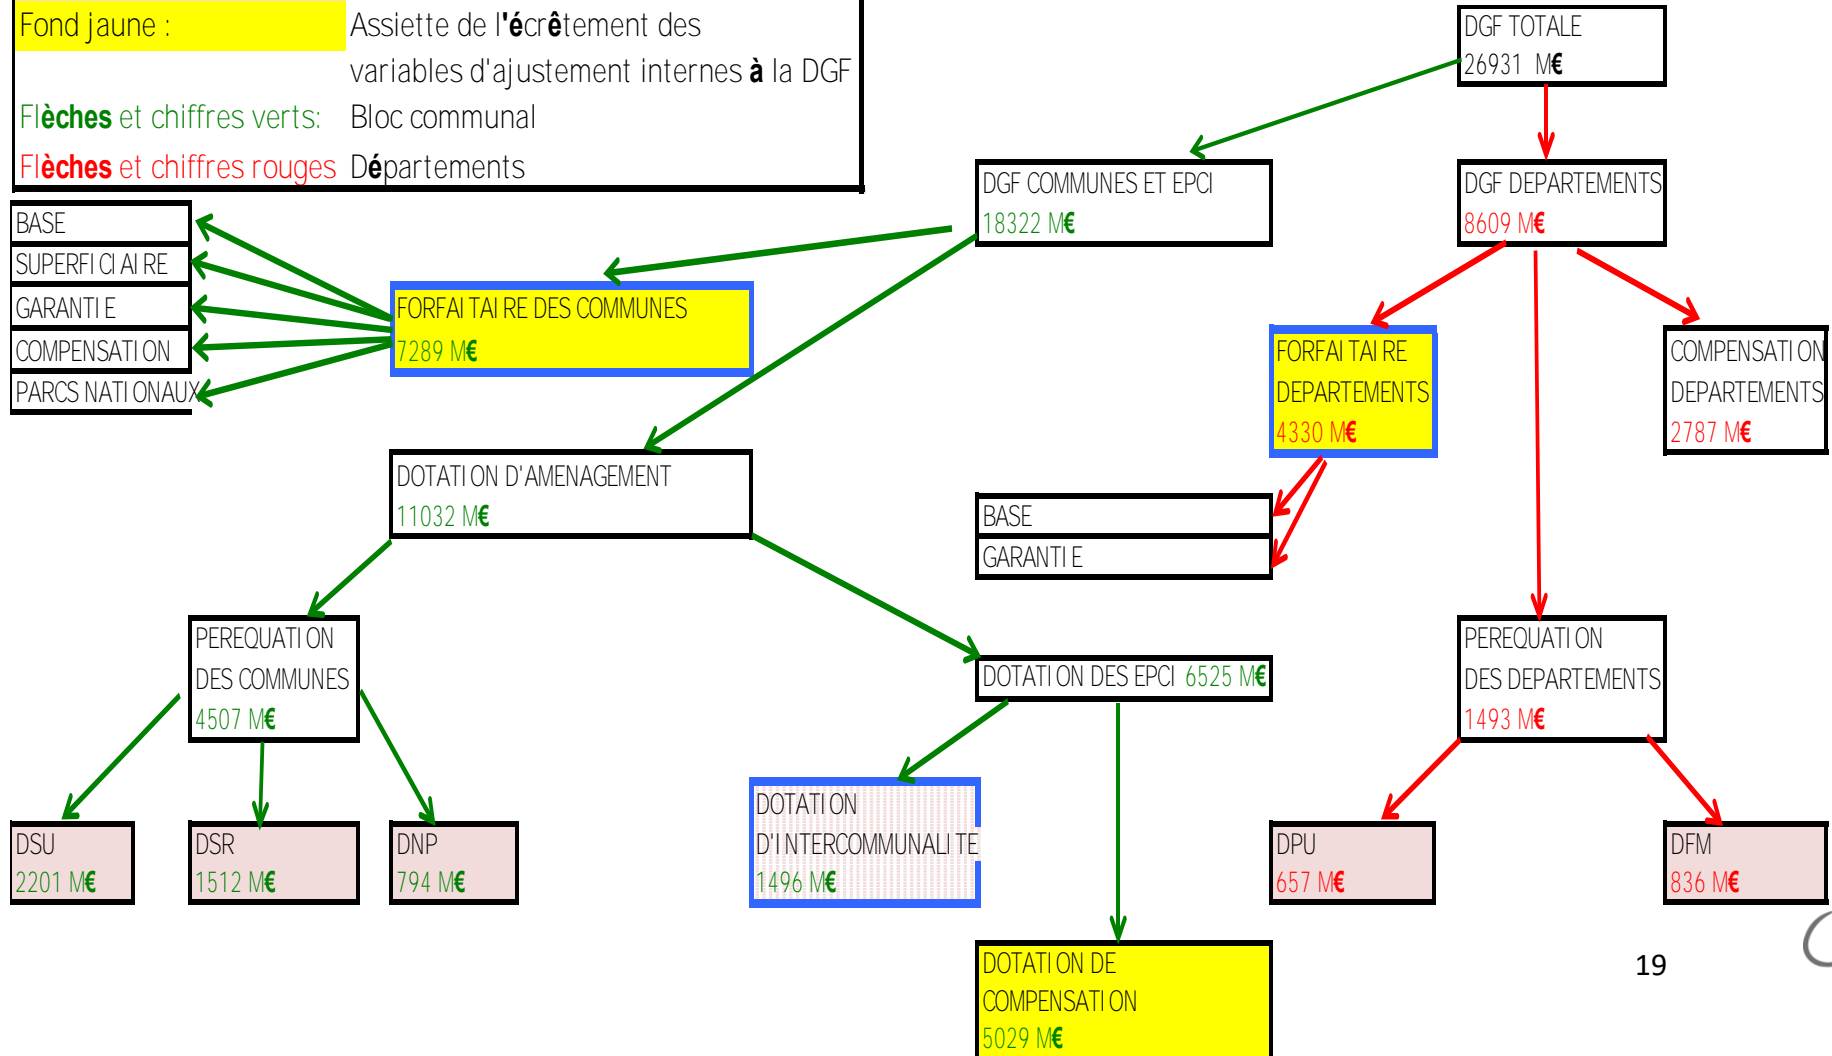 Fond jaune : Assiette de l'écrêtement des
variables d'ajustement internes à la DGF
Flèches et chiffres verts: Bloc communal
Flèches et chiffres rouges Départements
DGF TOTALE
26931 M€
DGF COMMUNES ET EPCI
18322 M€
DGF DEPARTEMENTS
8609 M€
BASE
SUPERFICIAIRE
GARANTIE
COMPENSATION
PARCS NATIONAUX
FORFAITAIRE DES COMMUNES
7289 M€
FORFAITAIRE
DEPARTEMENTS
4330 M€
COMPENSATION
DEPARTEMENTS
2787 M€
DOTATION D'AMENAGEMENT
11032 M€
BASE
GARANTIE
PEREQUATION
DES COMMUNES
4507 M€
DOTATION DES EPCI 6525 M€
PEREQUATION
DES DEPARTEMENTS
1493 M€
DSU
2201 M€
DSR
1512 M€
DNP
794 M€
DOTATION
D'INTERCOMMUNALITE
1496 M€
DPU
657 M€
DFM
836 M€
DOTATION DE
COMPENSATION
5029 M€
19